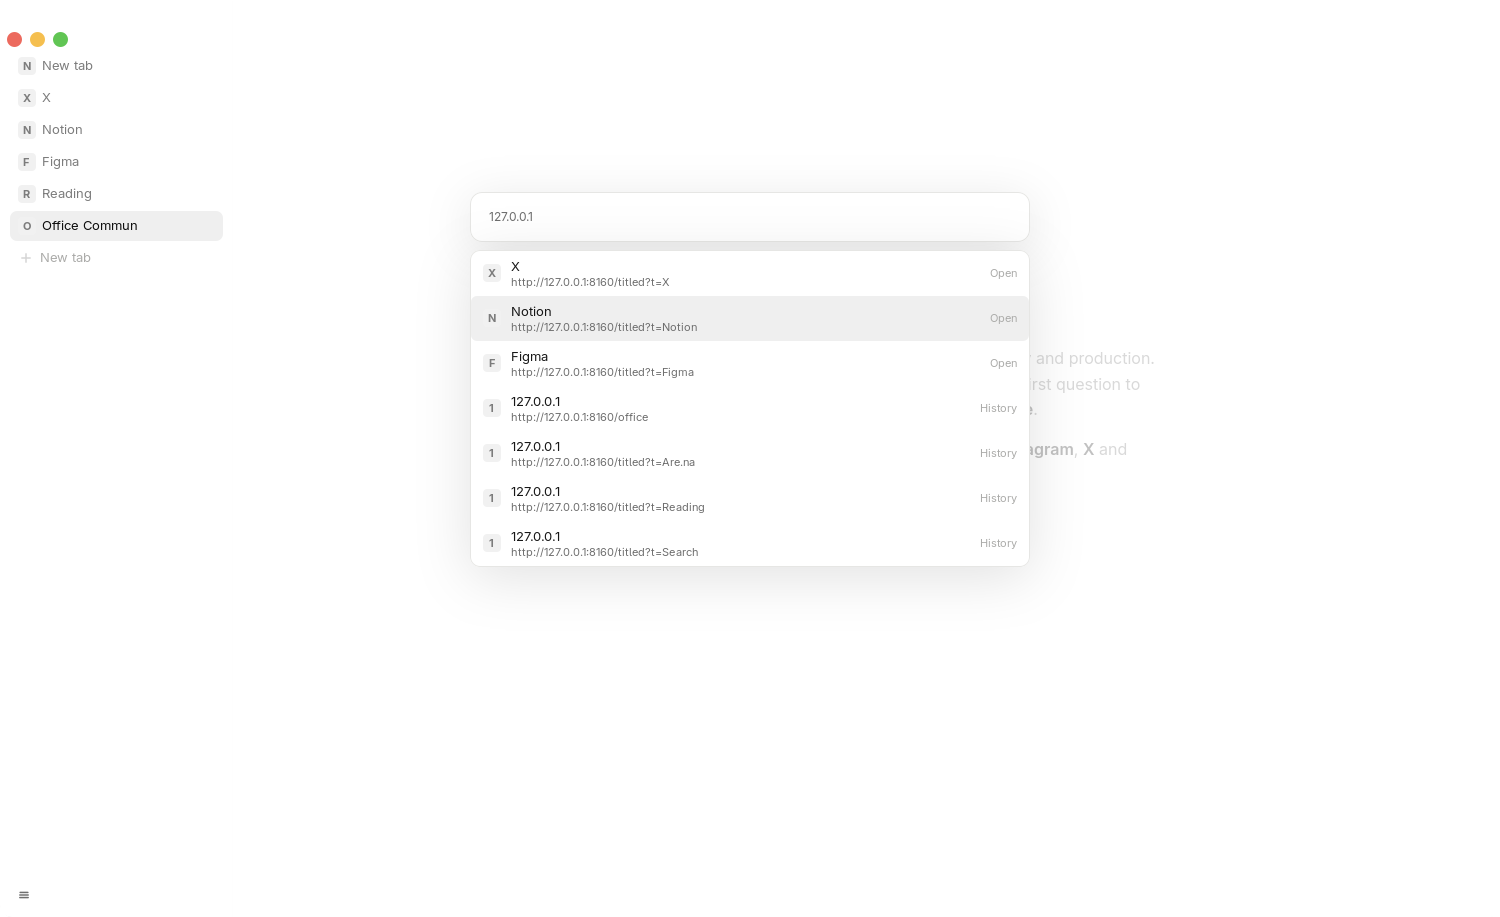 N New tab
X X
N Notion
F Figma
R Reading
O Office Commun
+ New tab
127.0.0.1
X X Open
http://127.0.0.1:8160/titled?t=X
N Notion Open
http://127.0.0.1:8160/titled?t=Notion
F Figma Open
http://127.0.0.1:8160/titled?t=Figma
1 127.0.0.1 History
http://127.0.0.1:8160/office
1 127.0.0.1 History
http://127.0.0.1:8160/titled?t=Are.na
1 127.0.0.1 History
http://127.0.0.1:8160/titled?t=Reading
1 127.0.0.1 History
http://127.0.0.1:8160/titled?t=Search
and production.
question to
X and